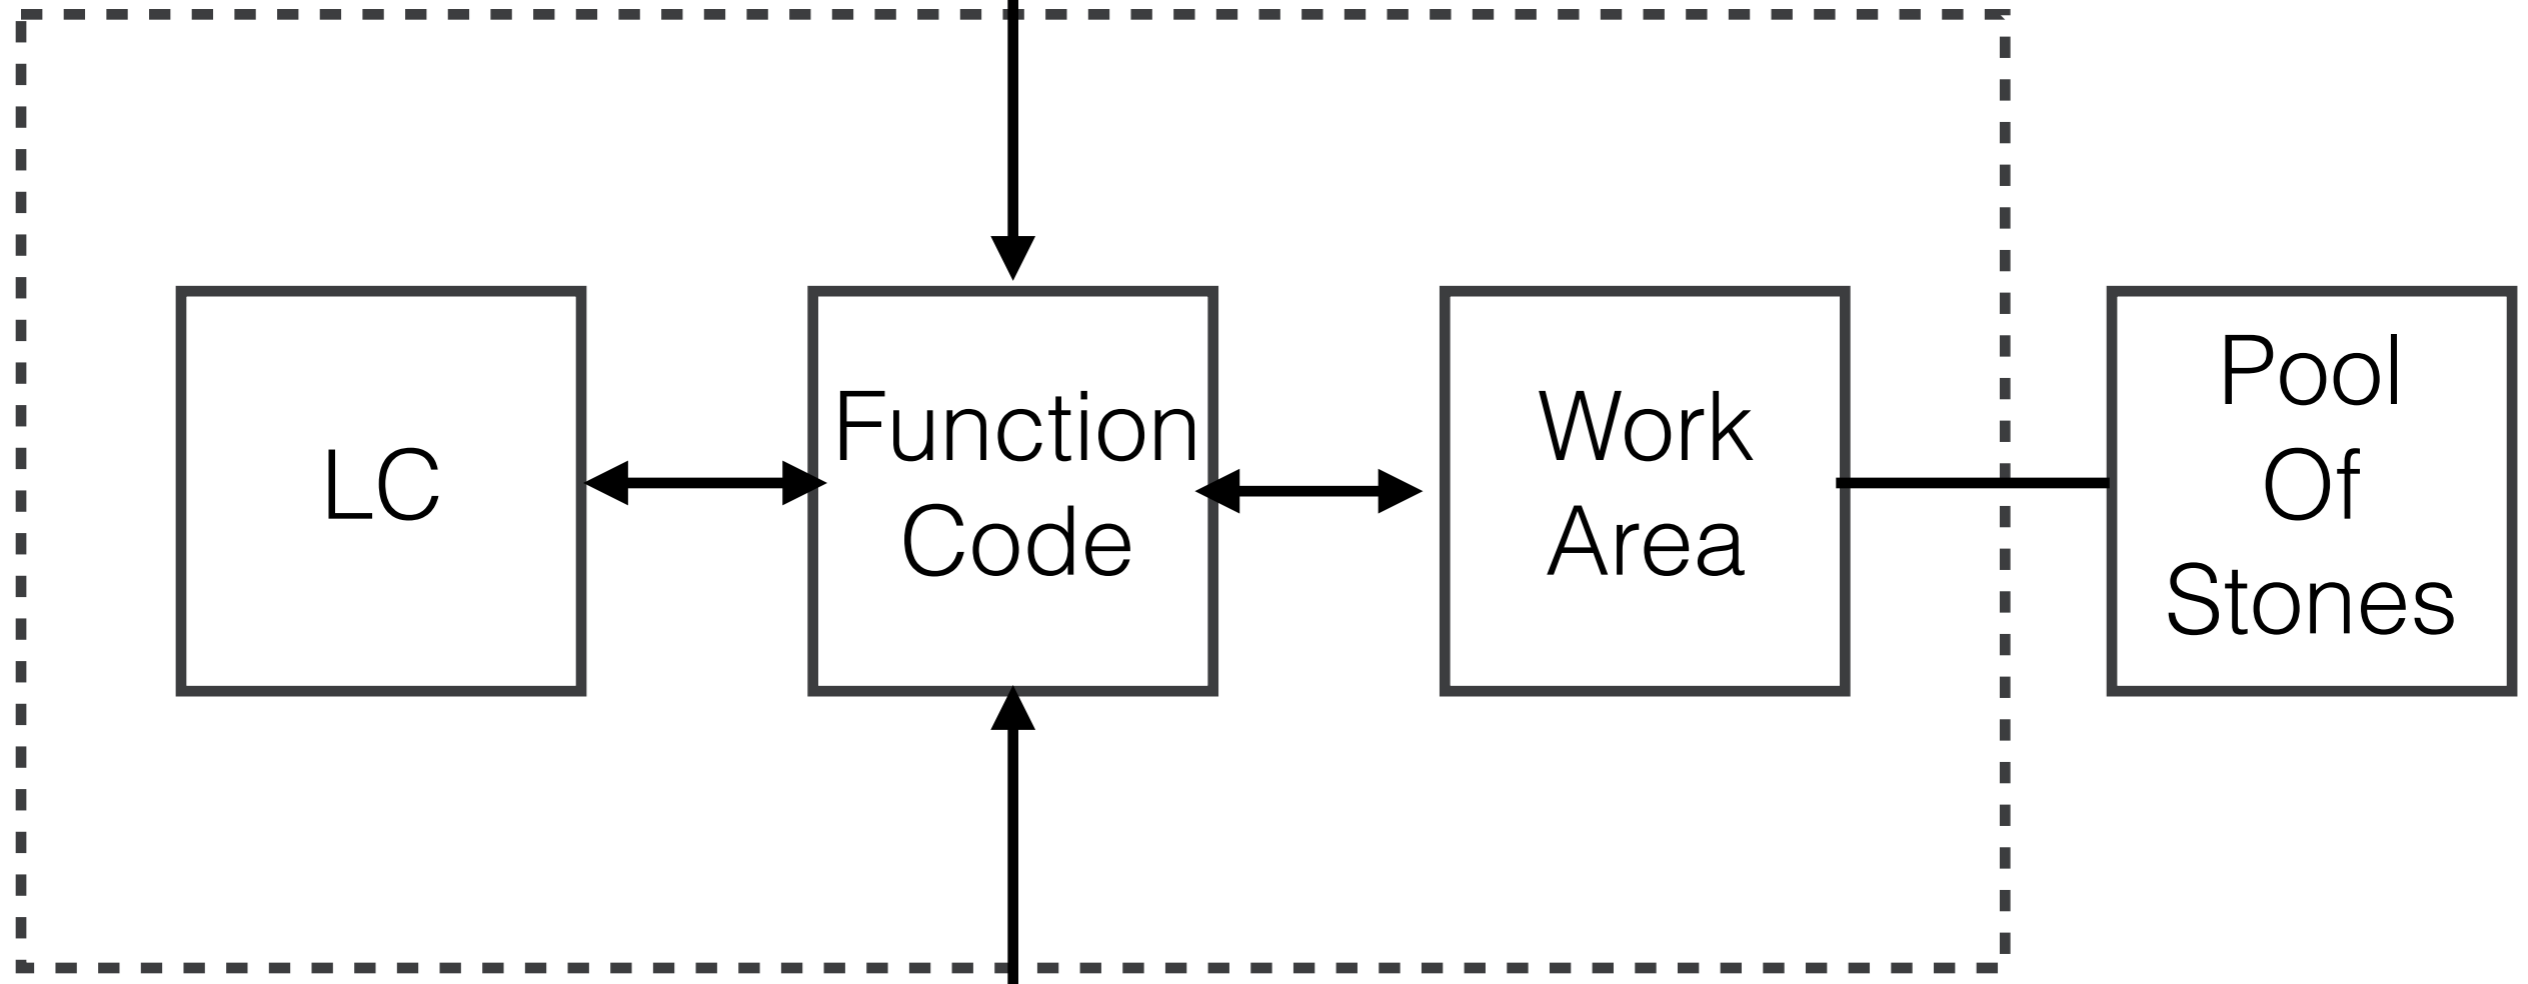 LC
Function
Code
Work
Area
Pool
Of
Stones